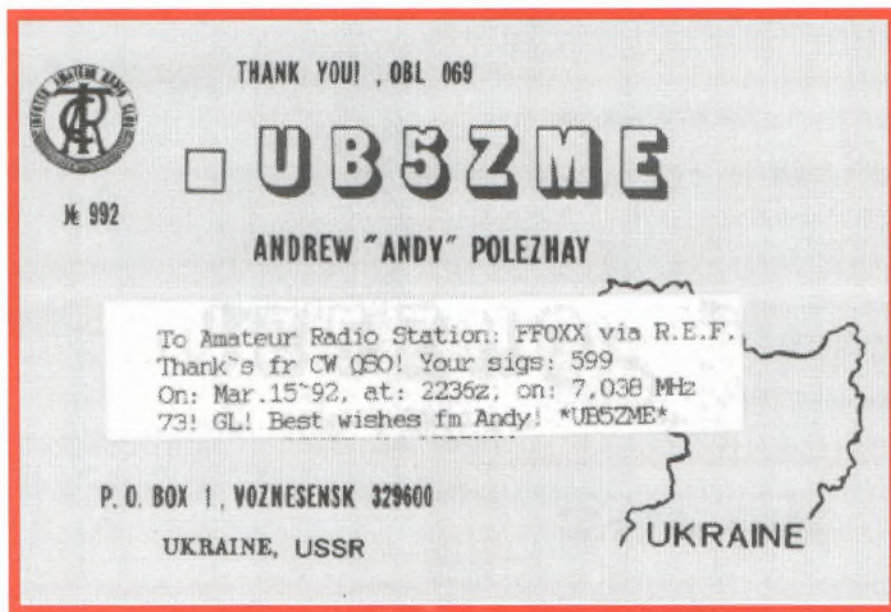 THANK YOU! , OBL 069
UB5ZME
№ 992
ANDREW "ANDY" POLEZHAY
To Amateur Radio Station: FF0XX via R.E.F.
Thank`s fr CW QSO! Your sigs: 599
On: Mar.15`92, at: 2236z, on: 7,038 MHz
73! GL! Best wishes fm Andy! *UB5ZME*
P.O. BOX 1, VOZNESENSK 329600
UKRAINE, USSR
UKRAINE